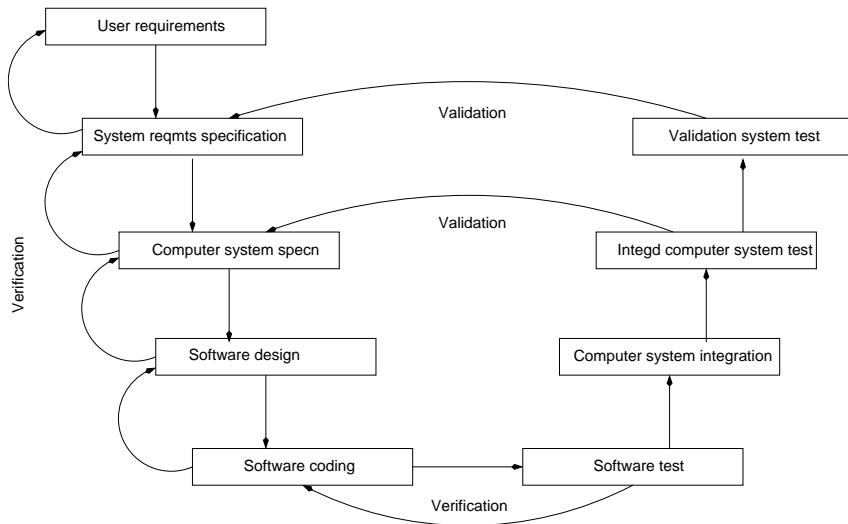 User requirements
Validation
System reqmts specification
Validation system test
Validation
Computer system specn
Integd computer system test
Verification
Software design
Computer system integration
Software coding
Software test
Verification